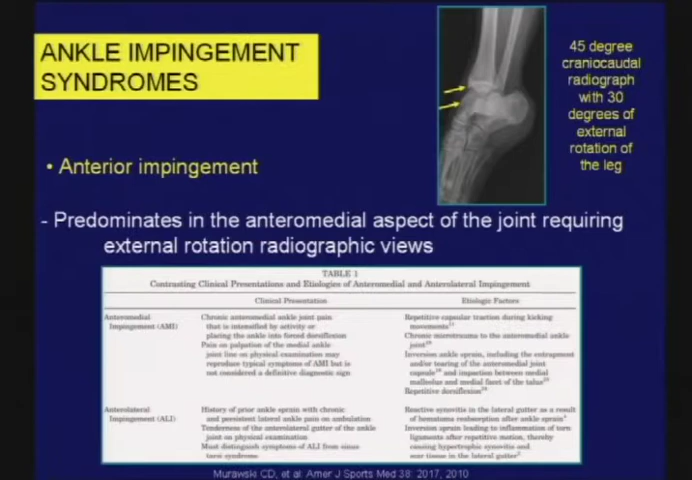 ANKLE IMPINGEMENT
SYNDROMES
45 degree
craniocaudal
radiograph
with 30
degrees of
external
rotation of
the leg
• Anterior impingement
- Predominates in the anteromedial aspect of the joint requiring
external rotation radiographic views
TABLE 1
Contrasting Clinical Presentations and Etiologies of Anteromedial and Anterolateral Impingement
Clinical Presentation
Etiologic Factors
Anteromedial
Impingement (AMI)
Chronic anteromedial ankle joint pain
that is intensified by activity or
placing the ankle into forced dorsiflexion
Pain on palpation of the medial ankle
joint line on physical examination may
reproduce typical symptoms of AMI but is
not considered a definitive diagnostic sign
Repetitive capsular traction during kicking
movements
Chronic microtrauma to the anteromedial ankle
joint
Inversion ankle sprain, including the entrapment
and/or tearing of the anteromedial joint
capsule and impaction between medial
malleolus and medial facet of the talus
Repetitive dorsiflexion
Anterolateral
Impingement (ALI)
History of prior ankle sprain with chronic
and persistent lateral ankle pain on ambulation
Tenderness of the anterolateral gutter of the ankle
joint on physical examination
Must distinguish symptoms of ALI from sinus
tarsi syndrome
Reactive synovitis in the lateral gutter as a result
of hematoma reabsorption after ankle sprain
Inversion sprain leading to inflammation of torn
ligaments after repetitive motion, thereby
causing hypertrophic synovitis and
scar tissue in the lateral gutter
Murawski CD, et al: Amer J Sports Med 38: 2017, 2010